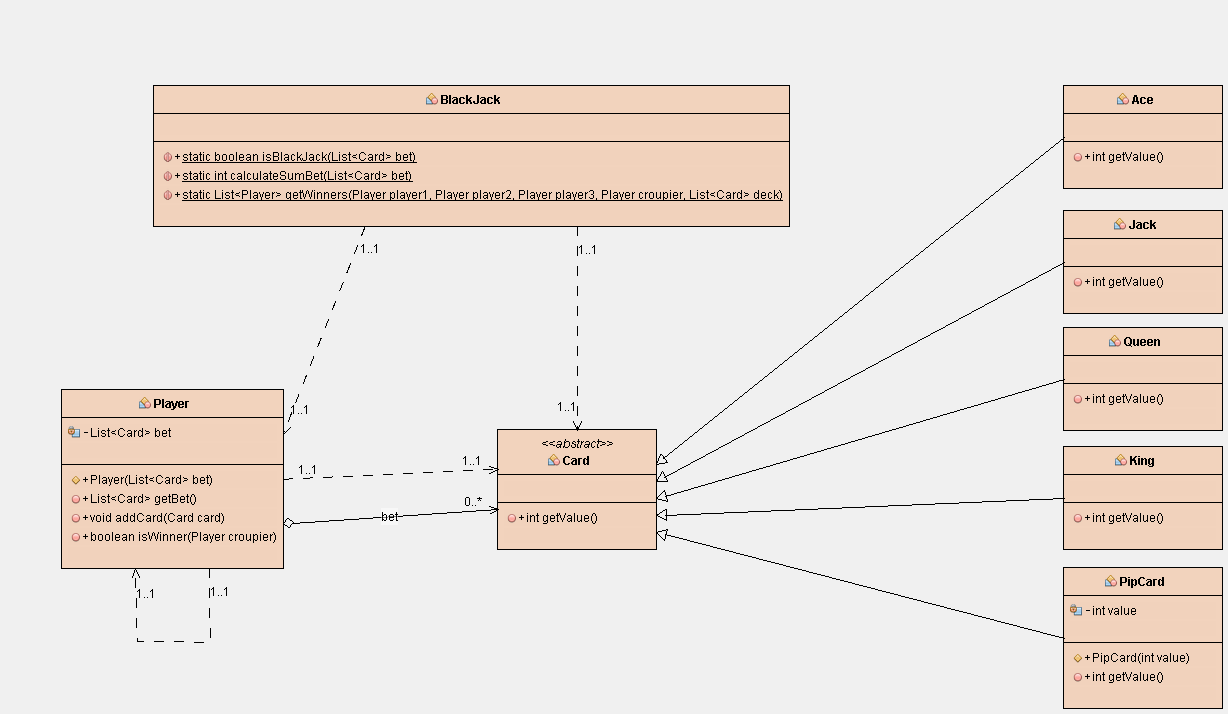 BlackJack
+static boolean isBlackJack(List<Card> bet)
+static int calculateSumBet(List<Card> bet)
+static List<Player> getWinners(Player player1, Player player2, Player player3, Player croupier, List<Card> deck)
1..1
1..1
1..1
1..1
Player
-List<Card> bet
+Player(List<Card> bet)
+List<Card> getBet()
+void addCard(Card card)
+boolean isWinner(Player croupier)
1..1
1..1
bet
0..*
1..1
1..1
<<abstract>>
Card
+int getValue()
Ace
+int getValue()
Jack
+int getValue()
Queen
+int getValue()
King
+int getValue()
PipCard
-int value
+PipCard(int value)
+int getValue()